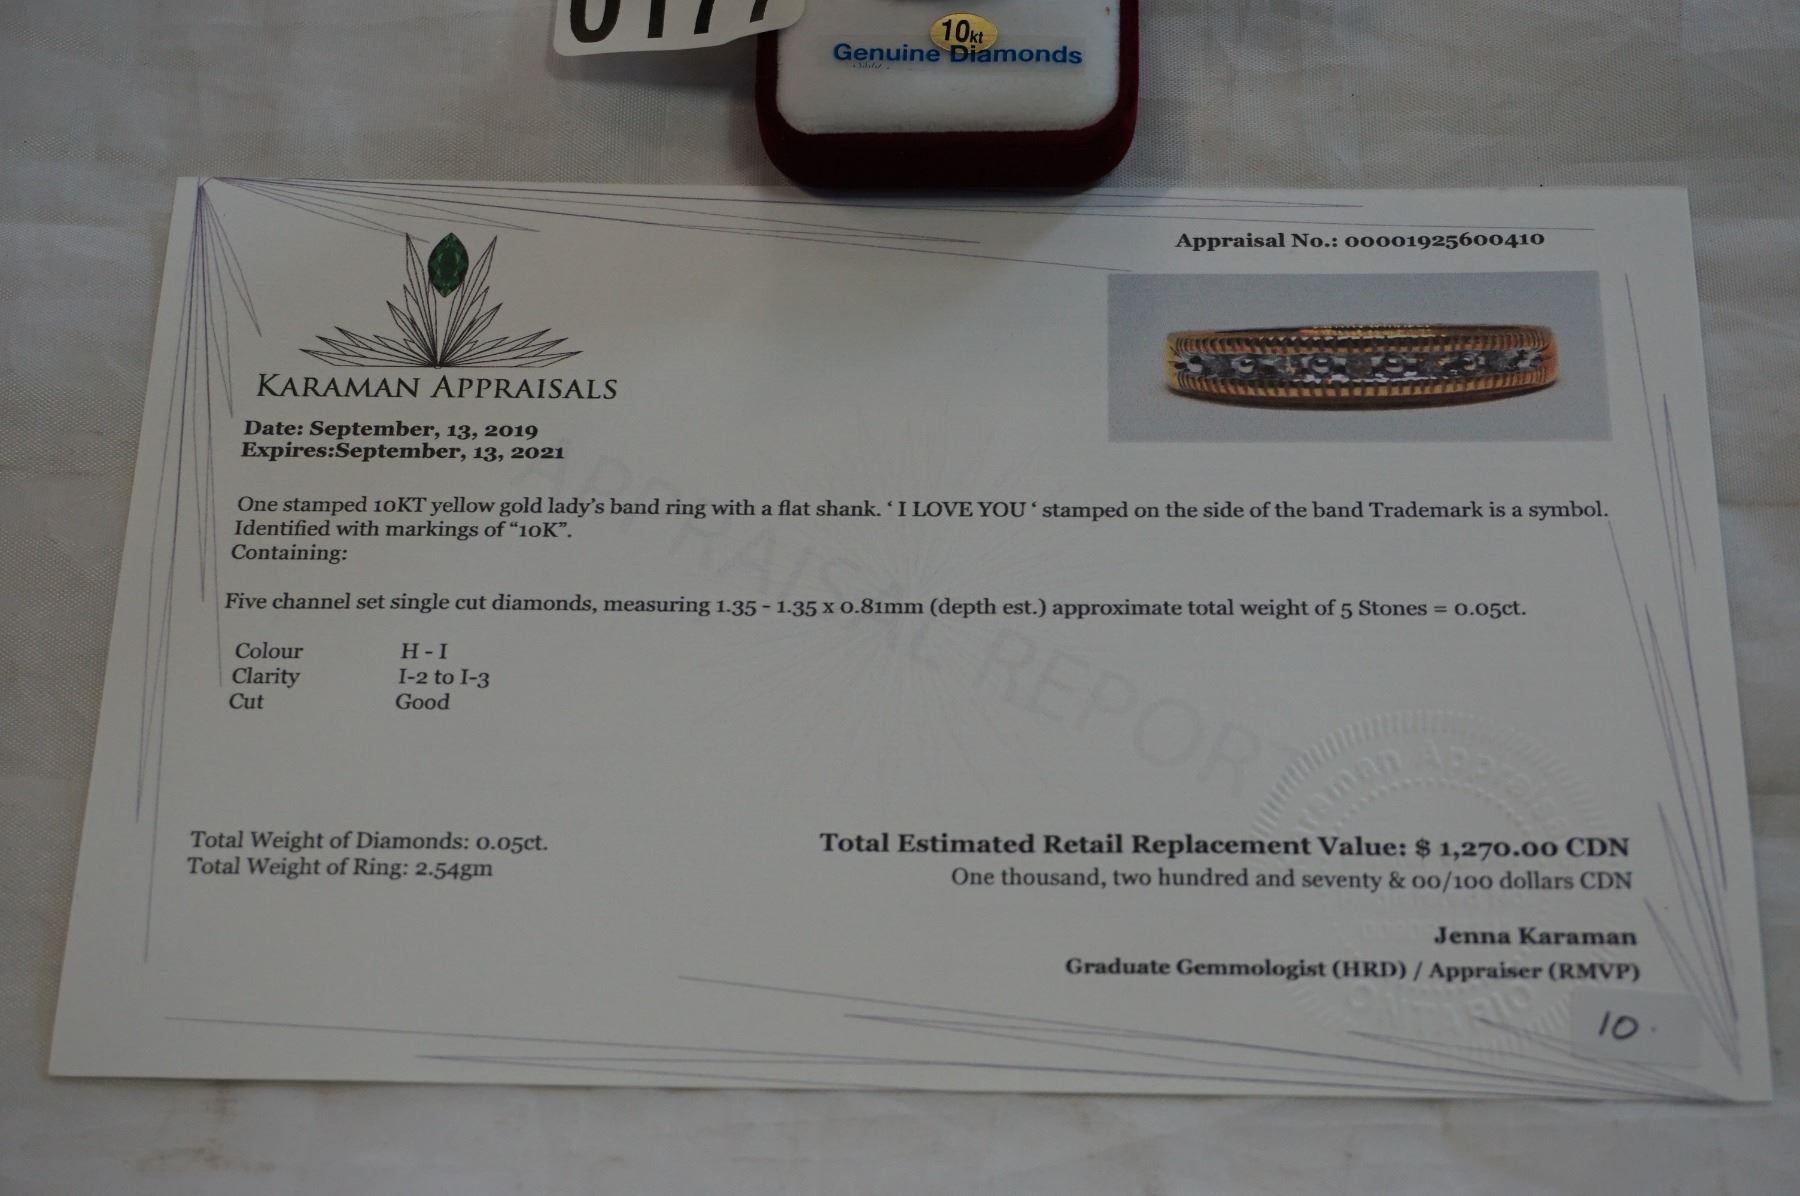 10kt
Genuine Diamonds
Appraisal No.: 00001925600410
KARAMAN APPRAISALS
Date: September, 13, 2019
Expires:September, 13, 2021
One stamped 10KT yellow gold lady's band ring with a flat shank. ‘ I LOVE YOU ‘ stamped on the side of the band Trademark is a symbol.
Identified with markings of “10K”.
Containing:
Five channel set single cut diamonds, measuring 1.35 - 1.35 x 0.81mm (depth est.) approximate total weight of 5 Stones = 0.05ct.
Colour H - I
Clarity I-2 to I-3
Cut Good
APPRAISAL REPORT
Total Weight of Diamonds: 0.05ct.
Total Weight of Ring: 2.54gm
Total Estimated Retail Replacement Value: $ 1,270.00 CDN
One thousand, two hundred and seventy & 00/100 dollars CDN
Jenna Karaman
Graduate Gemmologist (HRD) / Appraiser (RMVP)
Karaman Appraisals
ONTARIO
10.